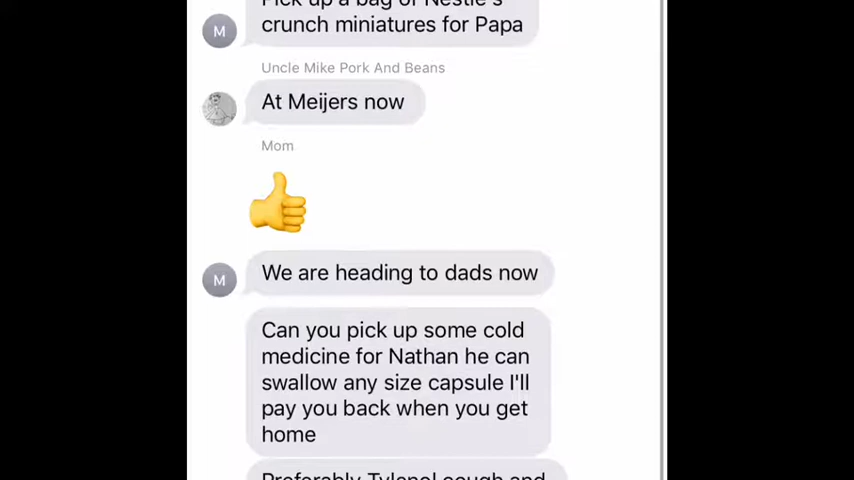 Pick up a bag of Nestle's
crunch miniatures for Papa
M
Uncle Mike Pork And Beans
At Meijers now
Mom
We are heading to dads now
M
Can you pick up some cold
medicine for Nathan he can
swallow any size capsule I'll
pay you back when you get
home
Preferably Tylenol cough and